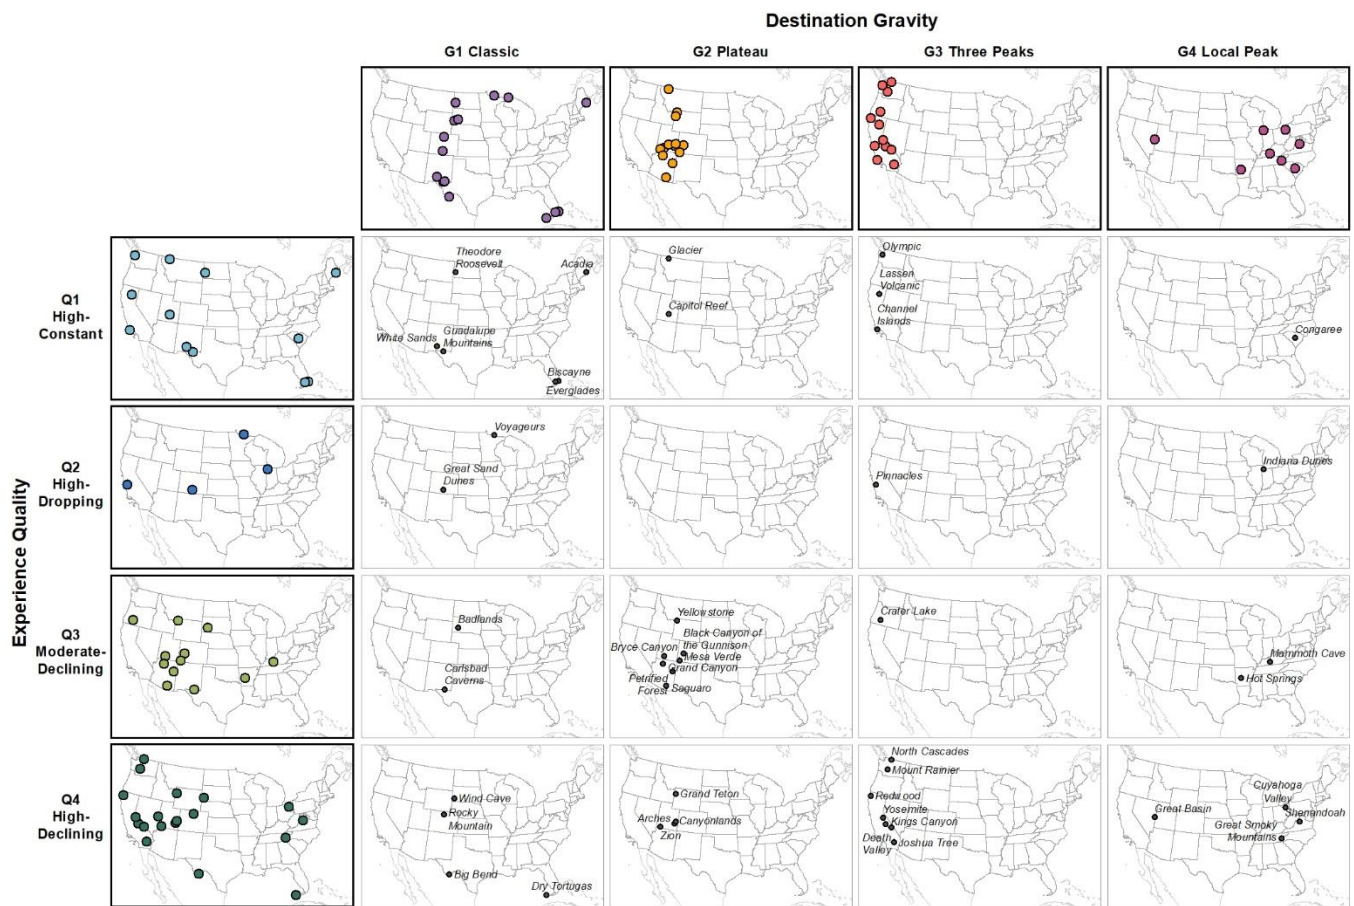 Destination Gravity
G1 Classic
G2 Plateau
G3 Three Peaks
G4 Local Peak
Experience Quality
Q1
High-
Constant
Theodore
Roosevelt
Acadia
White Sands
Guadalupe
Mountains
Biscayne
Everglades
Glacier
Capitol Reef
Olympic
Lassen
Volcanic
Channel
Islands
Congaree
Q2
High-
Dropping
Voyageurs
Great Sand
Dunes
Pinnacles
Indiana Dunes
Q3
Moderate-
Declining
Badlands
Carlsbad
Caverns
Yellowstone
Black Canyon of
the Gunnison
Bryce Canyon
Mesa Verde
Grand Canyon
Petrified
Forest
Saguaro
Crater Lake
Mammoth Cave
Hot Springs
Q4
High-
Declining
Wind Cave
Rocky
Mountain
Big Bend
Dry Tortugas
Grand Teton
Arches
Canyonlands
Zion
North Cascades
Mount Rainier
Redwood
Yosemite
Kings Canyon
Death
Valley
Joshua Tree
Great Basin
Cuyahoga
Valley
Shenandoah
Great Smoky
Mountains